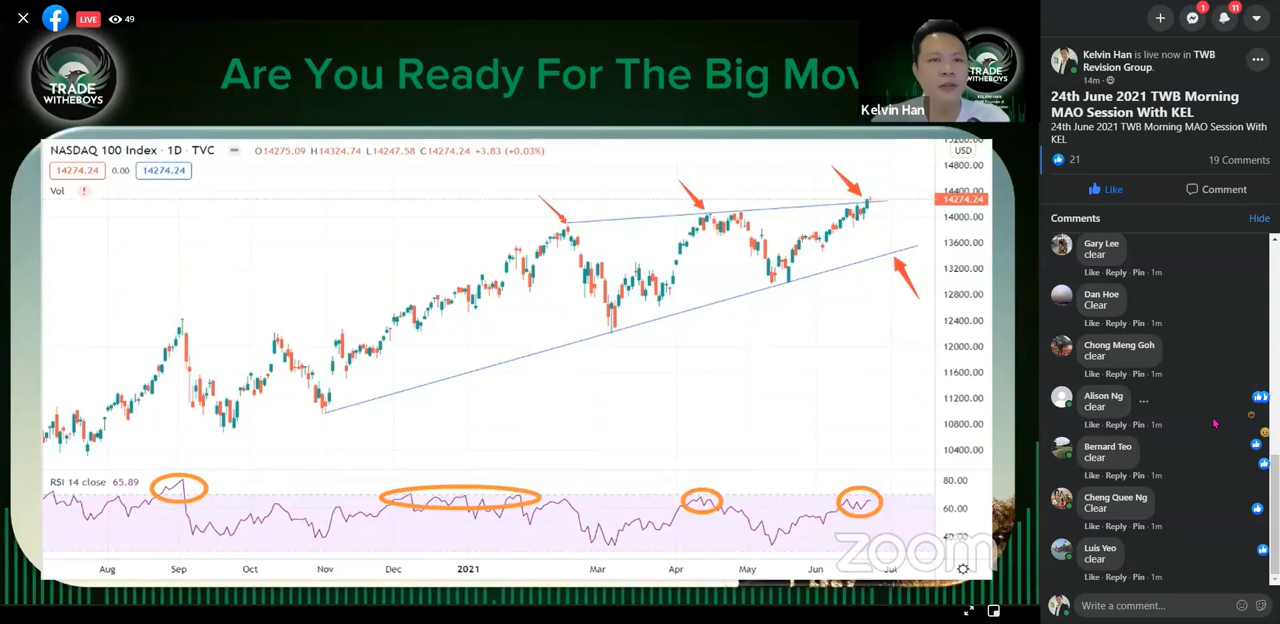 LIVE
49
TRADE
WITHEBOYS
Are You Ready For The Big Mov
TRADE
WITHEBOYS
Kelvin Han
NASDAQ 100 Index · 1D · TVC
O14275.09 H14324.74 L14247.58 C14274.24 +3.83 (+0.03%)
14274.24
0.00
14274.24
Vol
USD
14800.00
14400.00
14274.24
14000.00
13600.00
13200.00
12800.00
12400.00
12000.00
11600.00
11200.00
10800.00
10400.00
RSI 14 close 65.89
80.00
60.00
40.00
Aug
Sep
Oct
Nov
Dec
2021
Mar
Apr
May
Jun
Jul
zoom
1
11
Kelvin Han is live now in TWB
Revision Group.
14m
24th June 2021 TWB Morning
MAO Session With KEL
24th June 2021 TWB Morning MAO Session With
KEL
21
19 Comments
Like
Comment
Comments
Hide
Gary Lee
clear
Like · Reply · Pin · 1m
Dan Hoe
Clear
Like · Reply · Pin · 1m
Chong Meng Goh
clear
Like · Reply · Pin · 1m
Alison Ng
clear
Like · Reply · Pin · 1m
Bernard Teo
clear
Like · Reply · Pin · 1m
Cheng Quee Ng
Clear
Like · Reply · Pin · 1m
Luis Yeo
clear
Like · Reply · Pin · 1m
Write a comment...